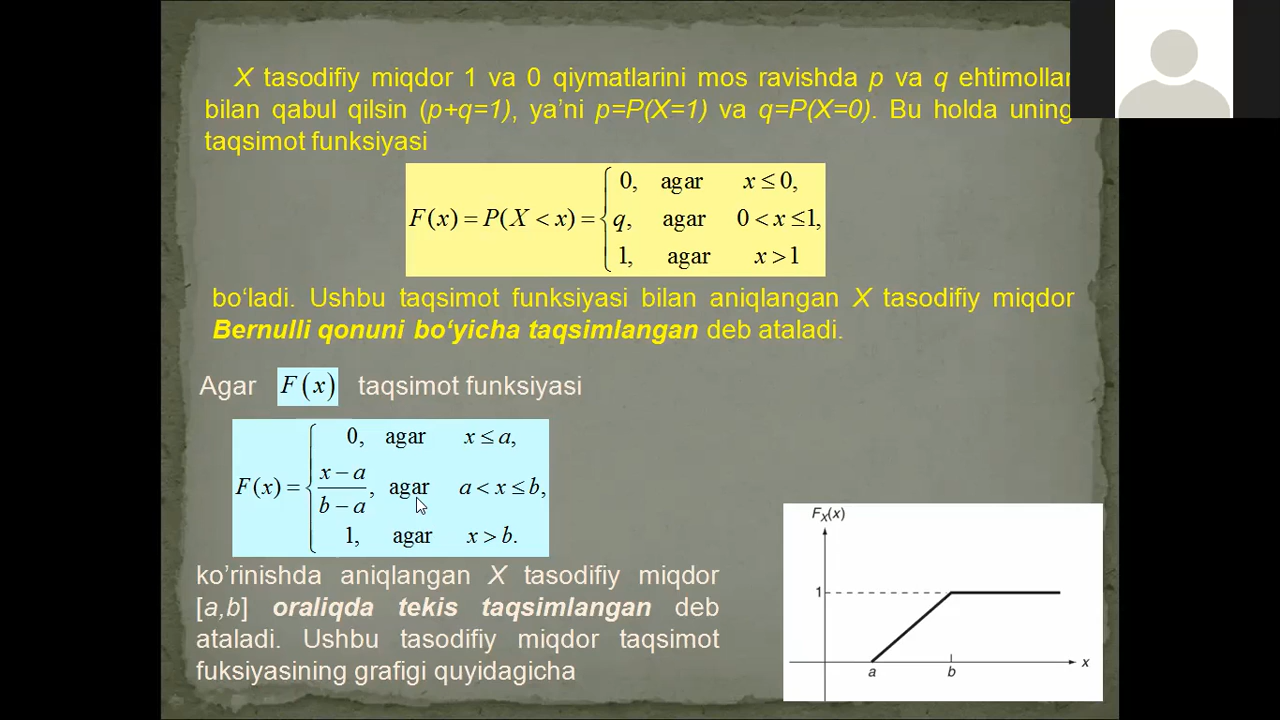 X tasodifiy miqdor 1 va 0 qiymatlarini mos ravishda p va q ehtimollar
bilan qabul qilsin (p+q=1), ya’ni p=P(X=1) va q=P(X=0). Bu holda uning
taqsimot funksiyasi
F(x) = P(X < x) = { 0, agar x ≤ 0,
q, agar 0 < x ≤1,
1, agar x > 1
bo‘ladi. Ushbu taqsimot funksiyasi bilan aniqlangan X tasodifiy miqdor
Bernulli qonuni bo‘yicha taqsimlangan deb ataladi.
Agar F(x) taqsimot funksiyasi
F(x) = { 0, agar x ≤ a,
(x − a)/(b − a), agar a < x ≤ b,
1, agar x > b.
ko’rinishda aniqlangan X tasodifiy miqdor
[a,b] oraliqda tekis taqsimlangan deb
ataladi. Ushbu tasodifiy miqdor taqsimot
fuksiyasining grafigi quyidagicha
F_X(x)
1
a b x